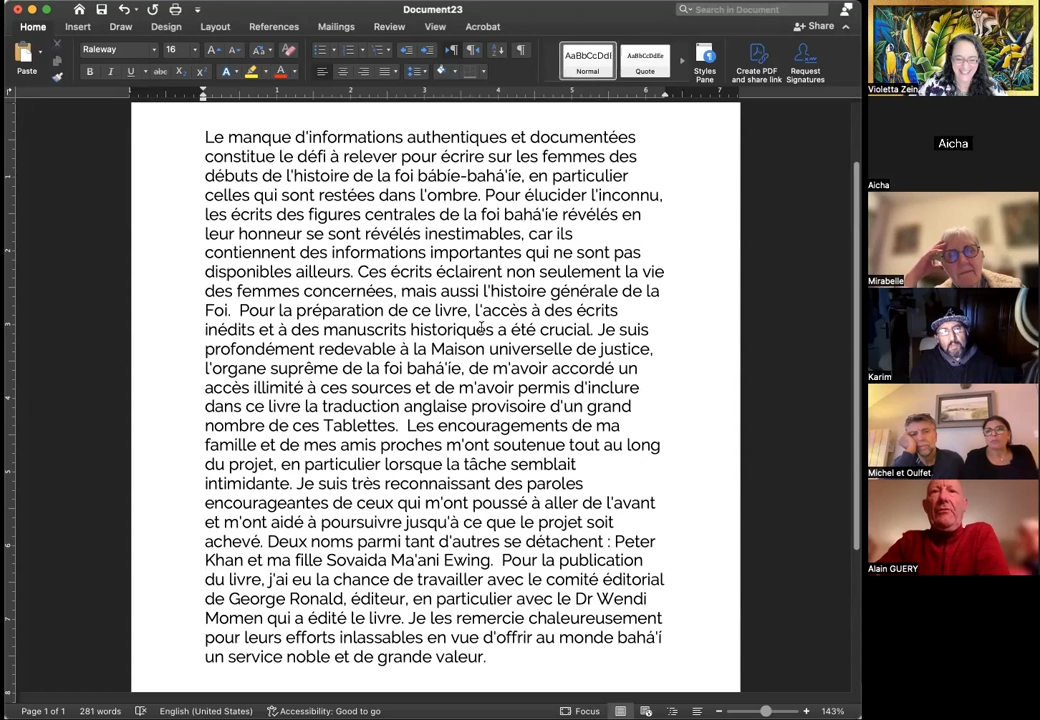 Document23
Search in Document
Home Insert Draw Design Layout References Mailings Review View Acrobat
Share
Paste
Raleway
16
AaBbCcDdEe
Normal
Quote
Styles
Pane
Create PDF
and share link
Request
Signatures
Le manque d'informations authentiques et documentées
constitue le défi à relever pour écrire sur les femmes des
débuts de l'histoire de la foi bábíe-bahá'íe, en particulier
celles qui sont restées dans l'ombre. Pour élucider l'inconnu,
les écrits des figures centrales de la foi bahá'íe révélés en
leur honneur se sont révélés inestimables, car ils
contiennent des informations importantes qui ne sont pas
disponibles ailleurs. Ces écrits éclairent non seulement la vie
des femmes concernées, mais aussi l'histoire générale de la
Foi. Pour la préparation de ce livre, l'accès à des écrits
inédits et à des manuscrits historiques a été crucial. Je suis
profondément redevable à la Maison universelle de justice,
l'organe suprême de la foi bahá'íe, de m'avoir accordé un
accès illimité à ces sources et de m'avoir permis d'inclure
dans ce livre la traduction anglaise provisoire d'un grand
nombre de ces Tablettes. Les encouragements de ma
famille et de mes amis proches m'ont soutenue tout au long
du projet, en particulier lorsque la tâche semblait
intimidante. Je suis très reconnaissant des paroles
encourageantes de ceux qui m'ont poussé à aller de l'avant
et m'ont aidé à poursuivre jusqu'à ce que le projet soit
achevé. Deux noms parmi tant d'autres se détachent : Peter
Khan et ma fille Sovaida Ma'ani Ewing. Pour la publication
du livre, j'ai eu la chance de travailler avec le comité éditorial
de George Ronald, éditeur, en particulier avec le Dr Wendi
Momen qui a édité le livre. Je les remercie chaleureusement
pour leurs efforts inlassables en vue d'offrir au monde bahá'í
un service noble et de grande valeur.
Page 1 of 1 281 words English (United States) Accessibility: Good to go Focus 143%
Violetta Zein
Aicha
Aicha
Mirabelle
Karim
Michel et Oulfet
Alain GUERY